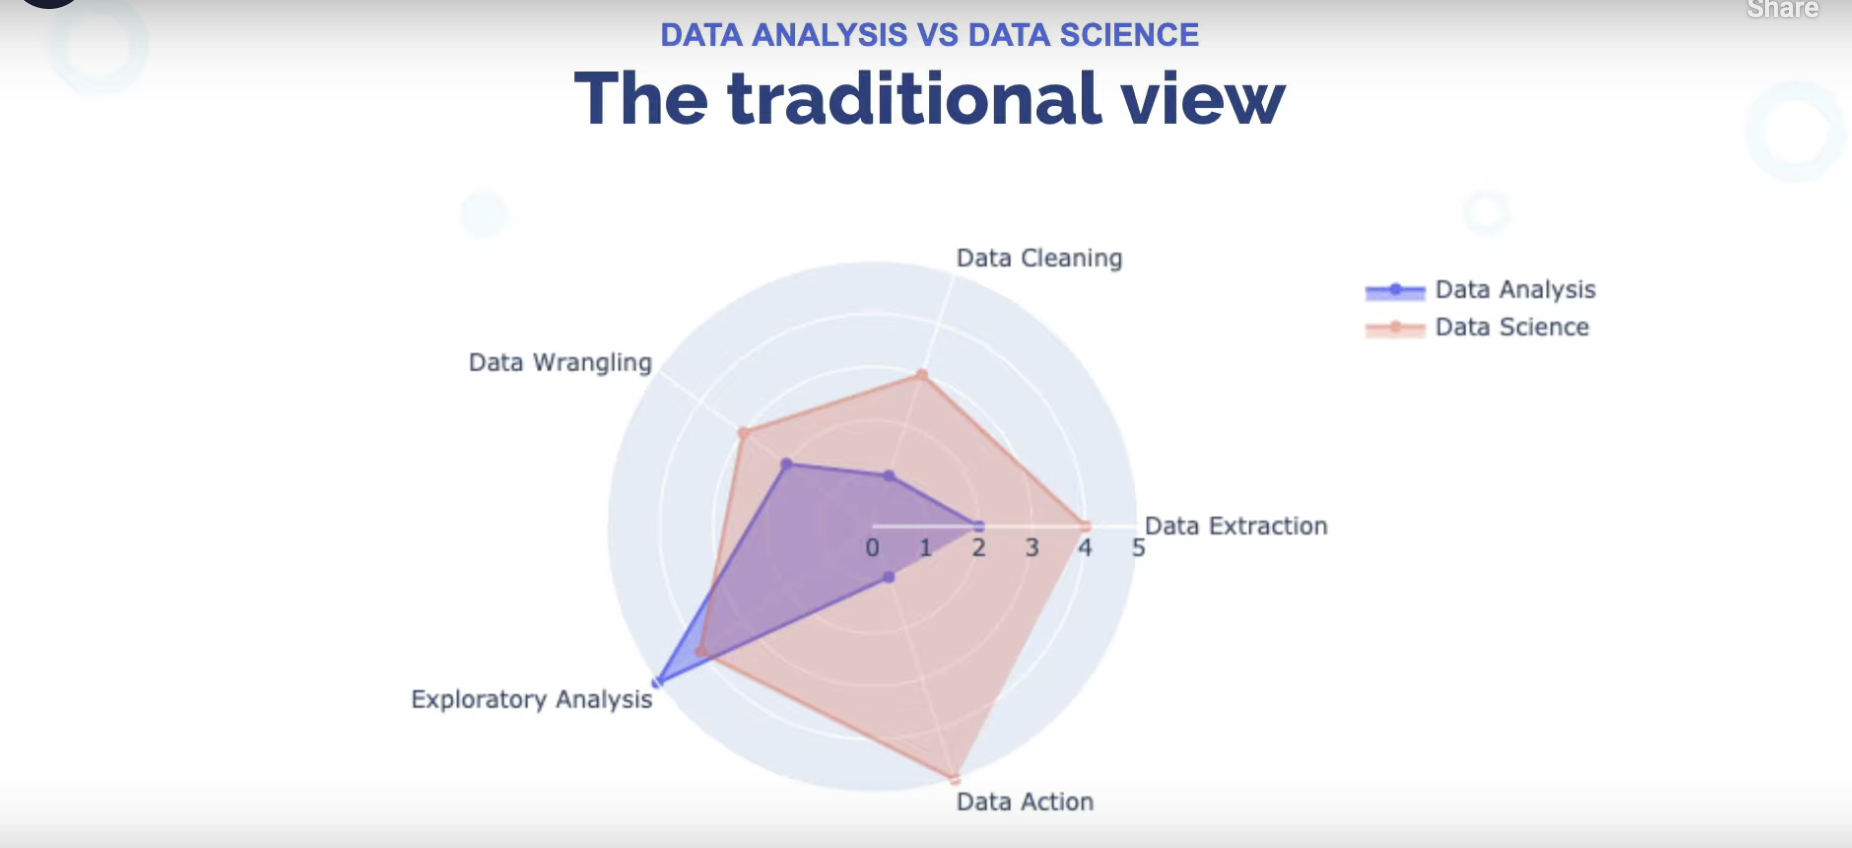 Share
DATA ANALYSIS VS DATA SCIENCE
The traditional view
Data Cleaning
Data Analysis
Data Science
Data Wrangling
Data Extraction
0 1 2 3 4 5
Exploratory Analysis
Data Action